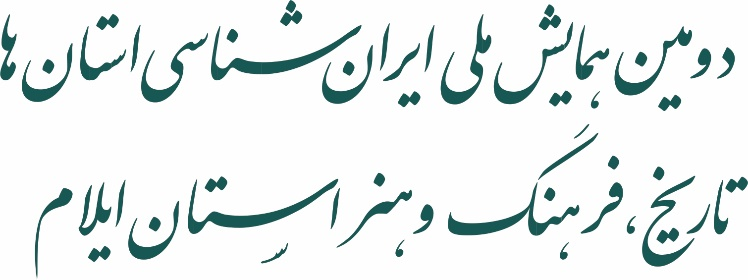 دومین همایش ملی ایران‌شناسی استان‌ها
تاریخ، فرهنگ و هنر استان ایلام